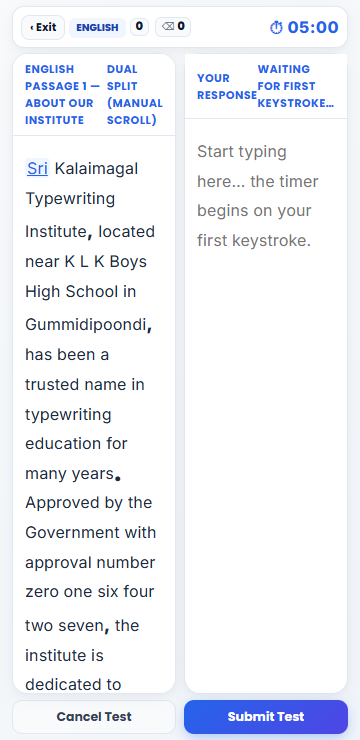 ‹ Exit ENGLISH 0 ⌫ 0 ⏱ 05:00
ENGLISH
PASSAGE 1 —
ABOUT OUR
INSTITUTE
DUAL
SPLIT
(MANUAL
SCROLL)
Sri Kalaimagal
Typewriting
Institute, located
near K L K Boys
High School in
Gummidipoondi,
has been a
trusted name in
typewriting
education for
many years.
Approved by the
Government with
approval number
zero one six four
two seven, the
institute is
dedicated to
YOUR
RESPONSE
WAITING
FOR FIRST
KEYSTROKE...
Start typing
here... the timer
begins on your
first keystroke.
Cancel Test
Submit Test